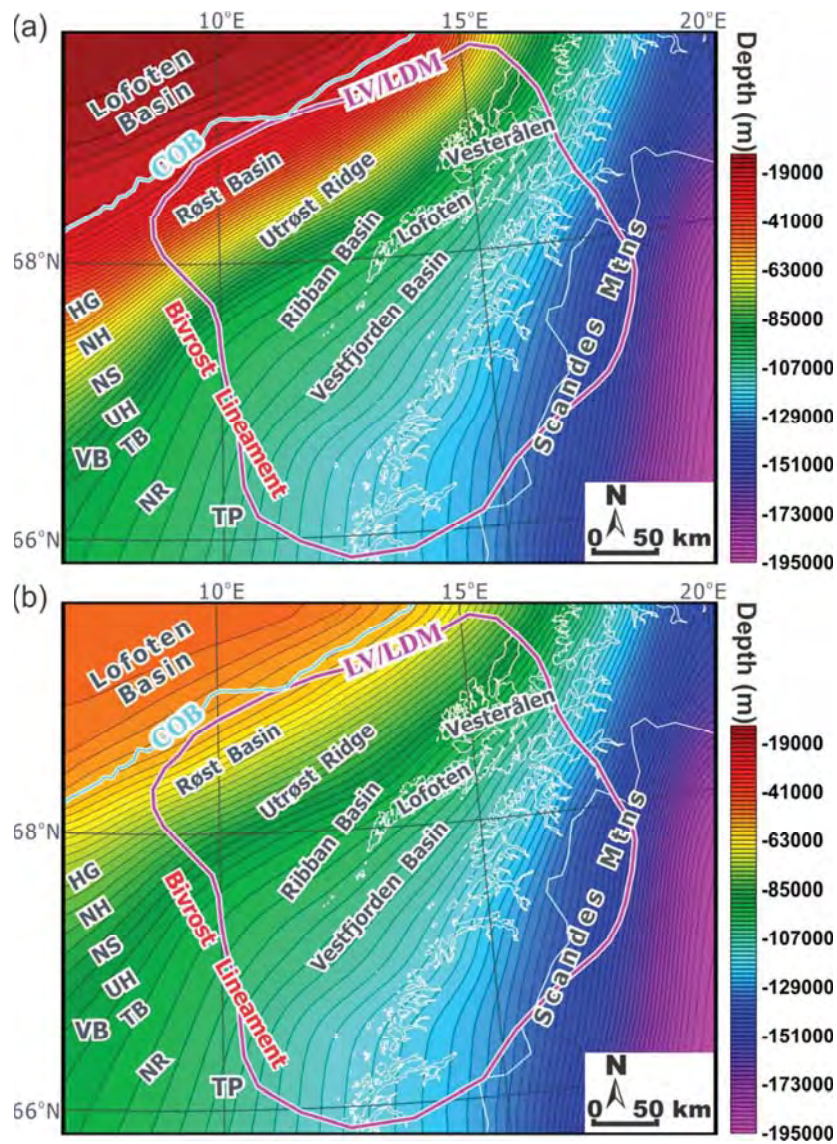 (a)
10°E
15°E
20°E
Depth (m)
Lofoten
Basin
LV/LDM
COB
Vesterålen
Røst Basin
Utrøst Ridge
Lofoten
-19000
-41000
-63000
-85000
-107000
-129000
-151000
-173000
-195000
68°N
Ribban Basin
Vestfjorden Basin
Scandes Mtns
HG
NH
NS
UH
VB
TB
NR
TP
Bivrost Lineament
66°N
N
0 50 km
(b)
10°E
15°E
20°E
Depth (m)
Lofoten
Basin
LV/LDM
COB
Vesterålen
Røst Basin
Utrøst Ridge
Lofoten
-19000
-41000
-63000
-85000
-107000
-129000
-151000
-173000
-195000
68°N
Ribban Basin
Vestfjorden Basin
Scandes Mtns
HG
NH
NS
UH
VB
TB
NR
TP
Bivrost Lineament
66°N
N
0 50 km